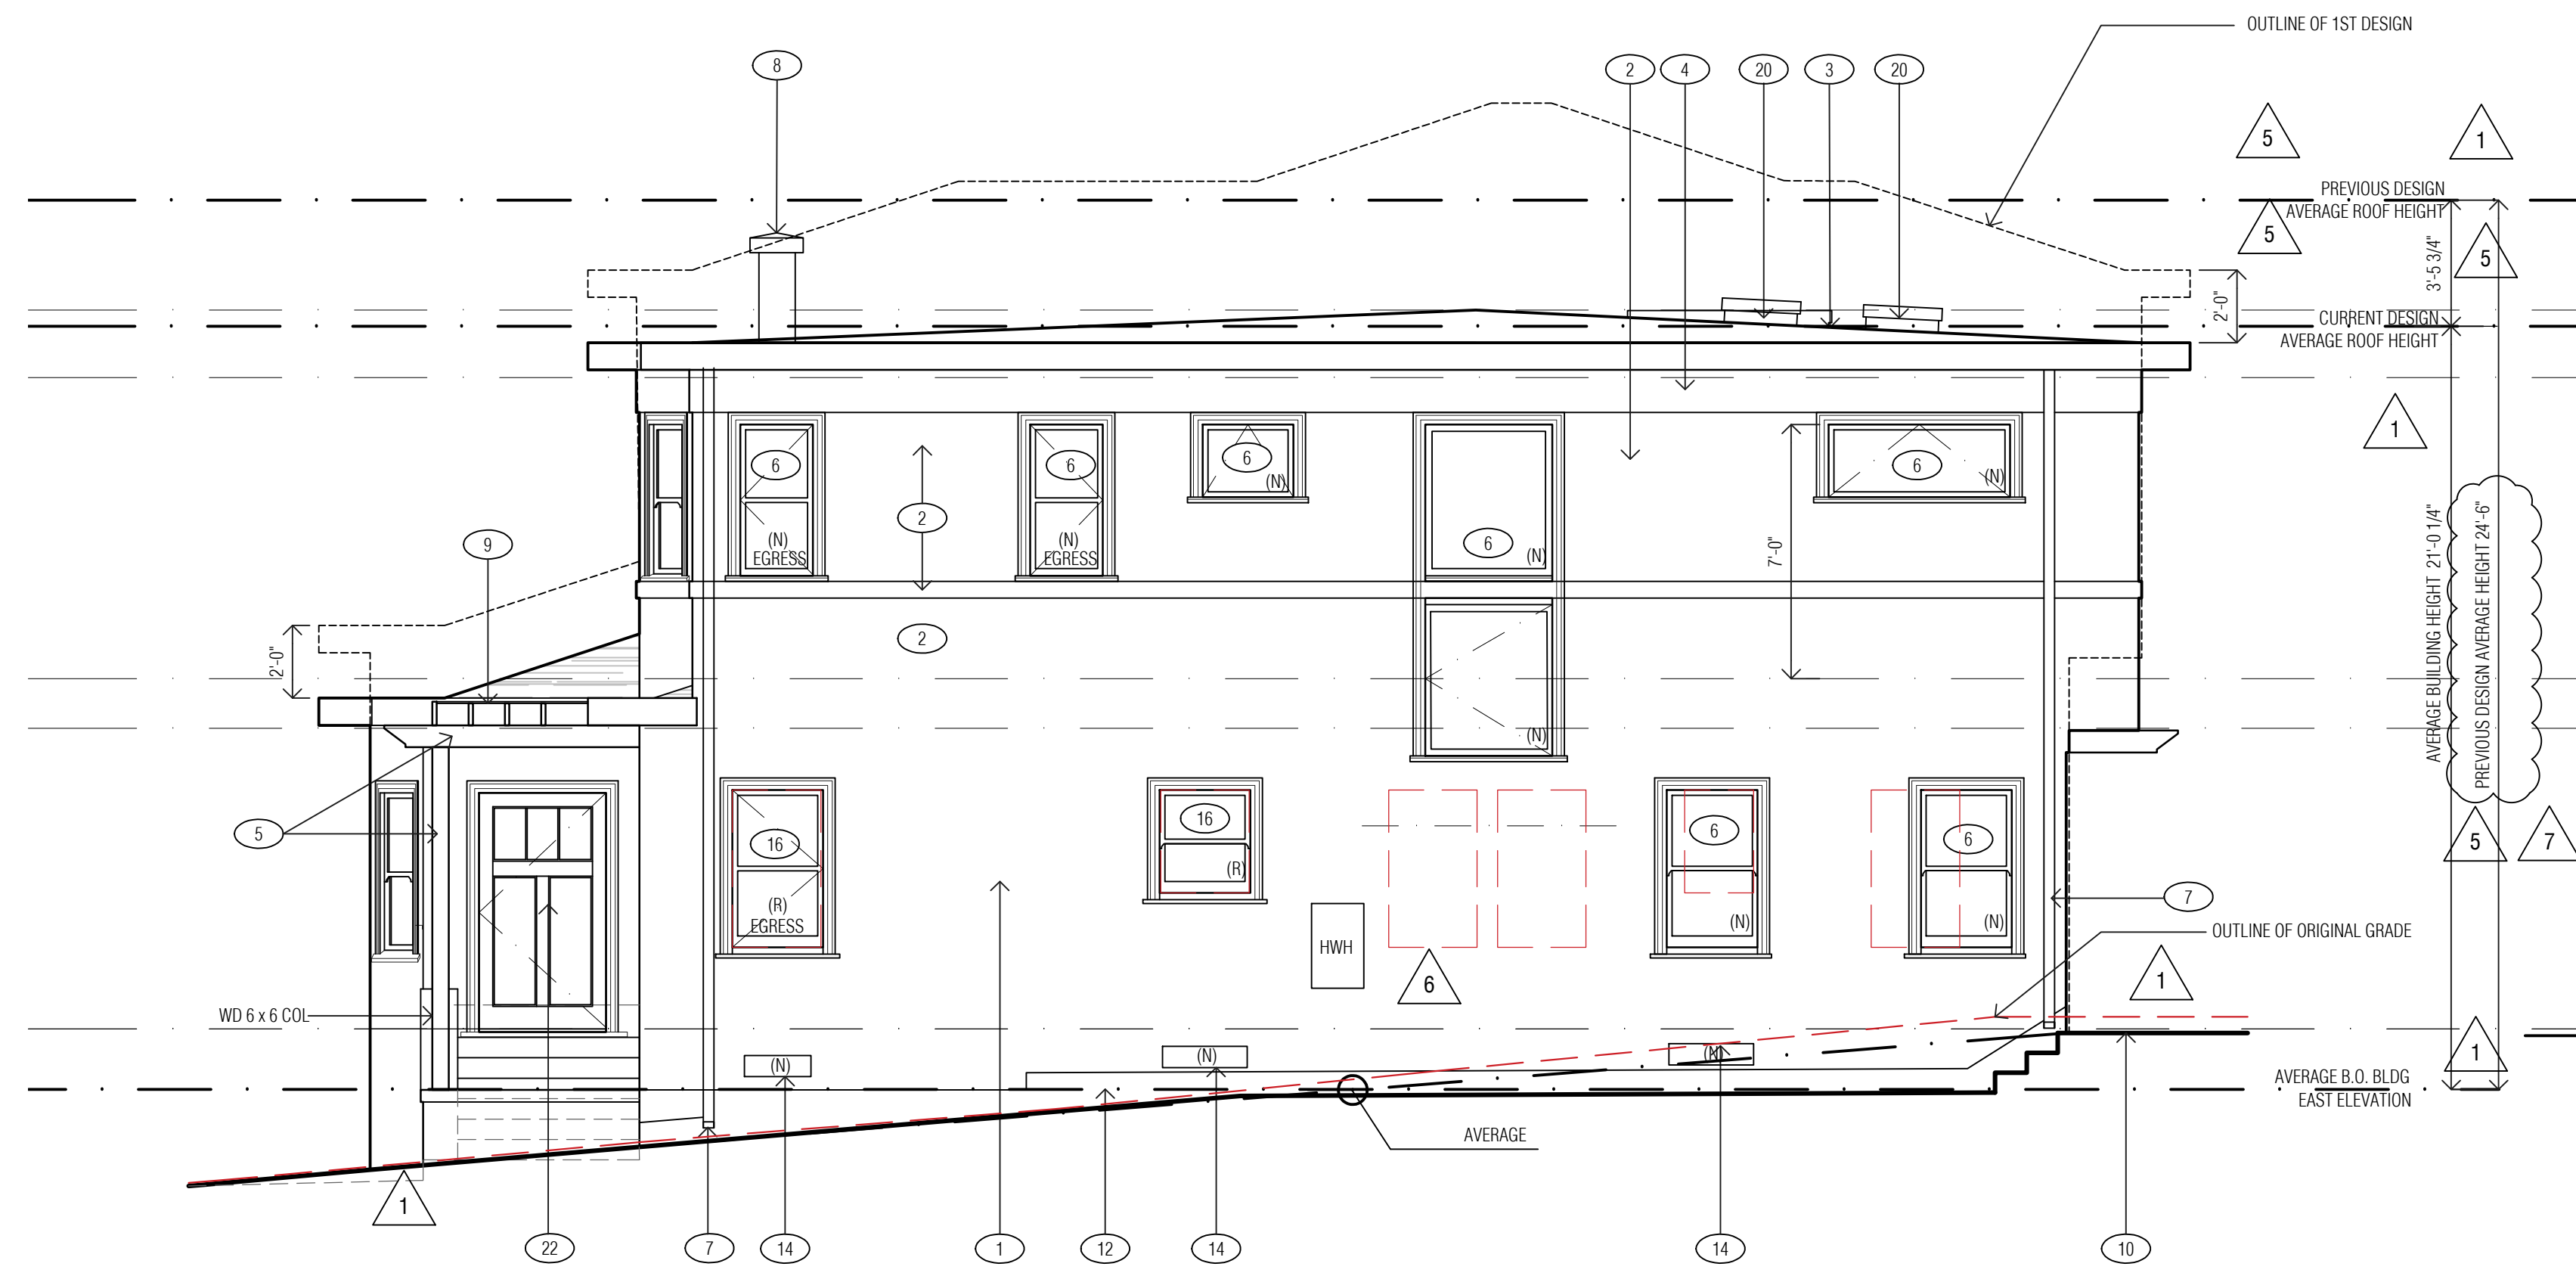 OUTLINE OF 1ST DESIGN
8
2
4
20
3
20
5
1
PREVIOUS DESIGN
AVERAGE ROOF HEIGHT
5
5
3'-5 3/4"
2'-0"
CURRENT DESIGN
AVERAGE ROOF HEIGHT
1
6
6
6
(N)
6
(N)
2
9
(N)
EGRESS
(N)
EGRESS
6
(N)
7'-0"
AVERAGE BUILDING HEIGHT 21'-0 1/4"
PREVIOUS DESIGN AVERAGE HEIGHT 24'-6"
2
2'-0"
(N)
5
16
16
6
6
5
7
(R)
(R)
EGRESS
(N)
(N)
7
HWH
OUTLINE OF ORIGINAL GRADE
6
1
WD 6 x 6 COL
(N)
(N)
(N)
1
AVERAGE B.O. BLDG
EAST ELEVATION
AVERAGE
1
22
7
14
1
12
14
14
10